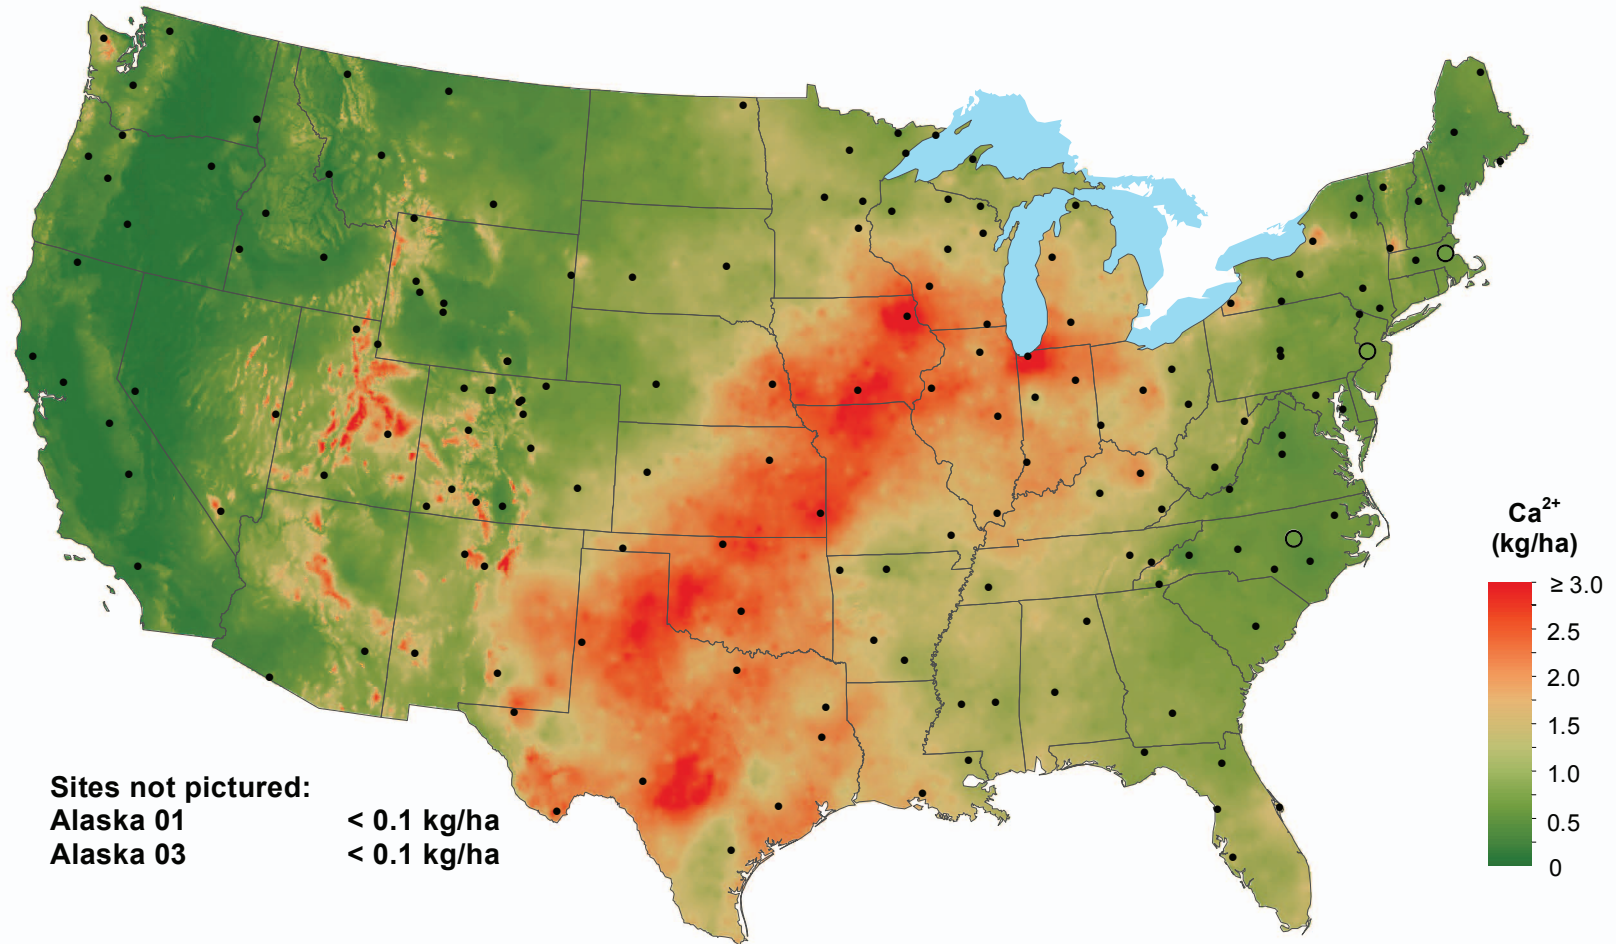 Ca²⁺
(kg/ha)
≥ 3.0
2.5
2.0
1.5
1.0
0.5
0
Sites not pictured:
Alaska 01 < 0.1 kg/ha
Alaska 03 < 0.1 kg/ha